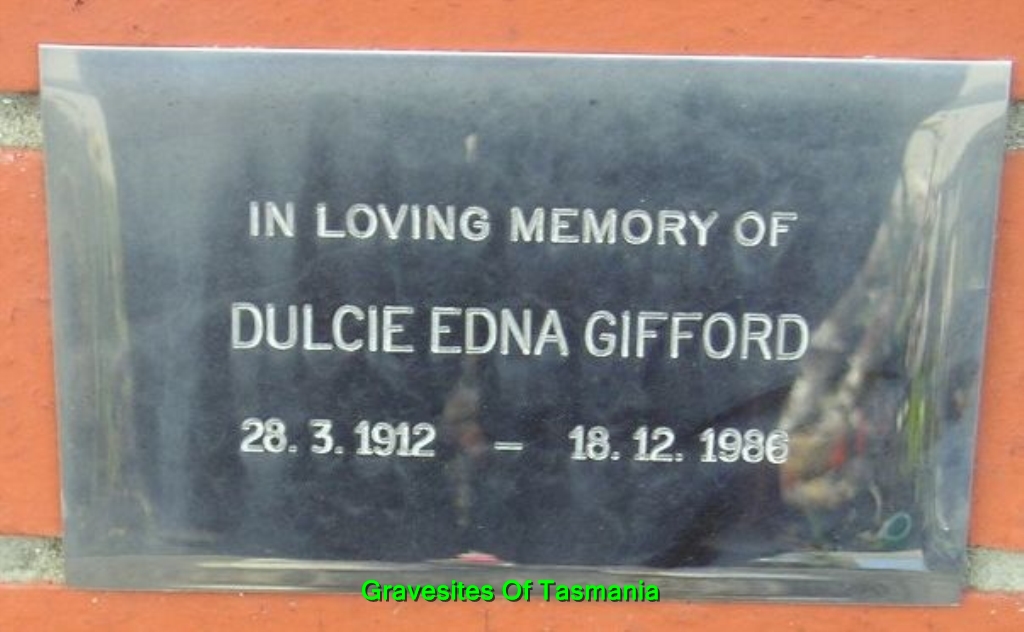 IN LOVING MEMORY OF
DULCIE EDNA GIFFORD
28. 3. 1912 – 18. 12. 1986
Gravesites Of Tasmania